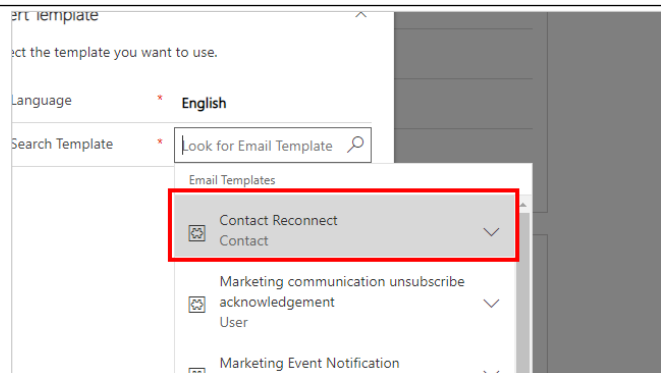 ert Template
ect the template you want to use.
Language * English
Search Template * Look for Email Template
Email Templates
Contact Reconnect
Contact
Marketing communication unsubscribe
acknowledgement
User
Marketing Event Notification